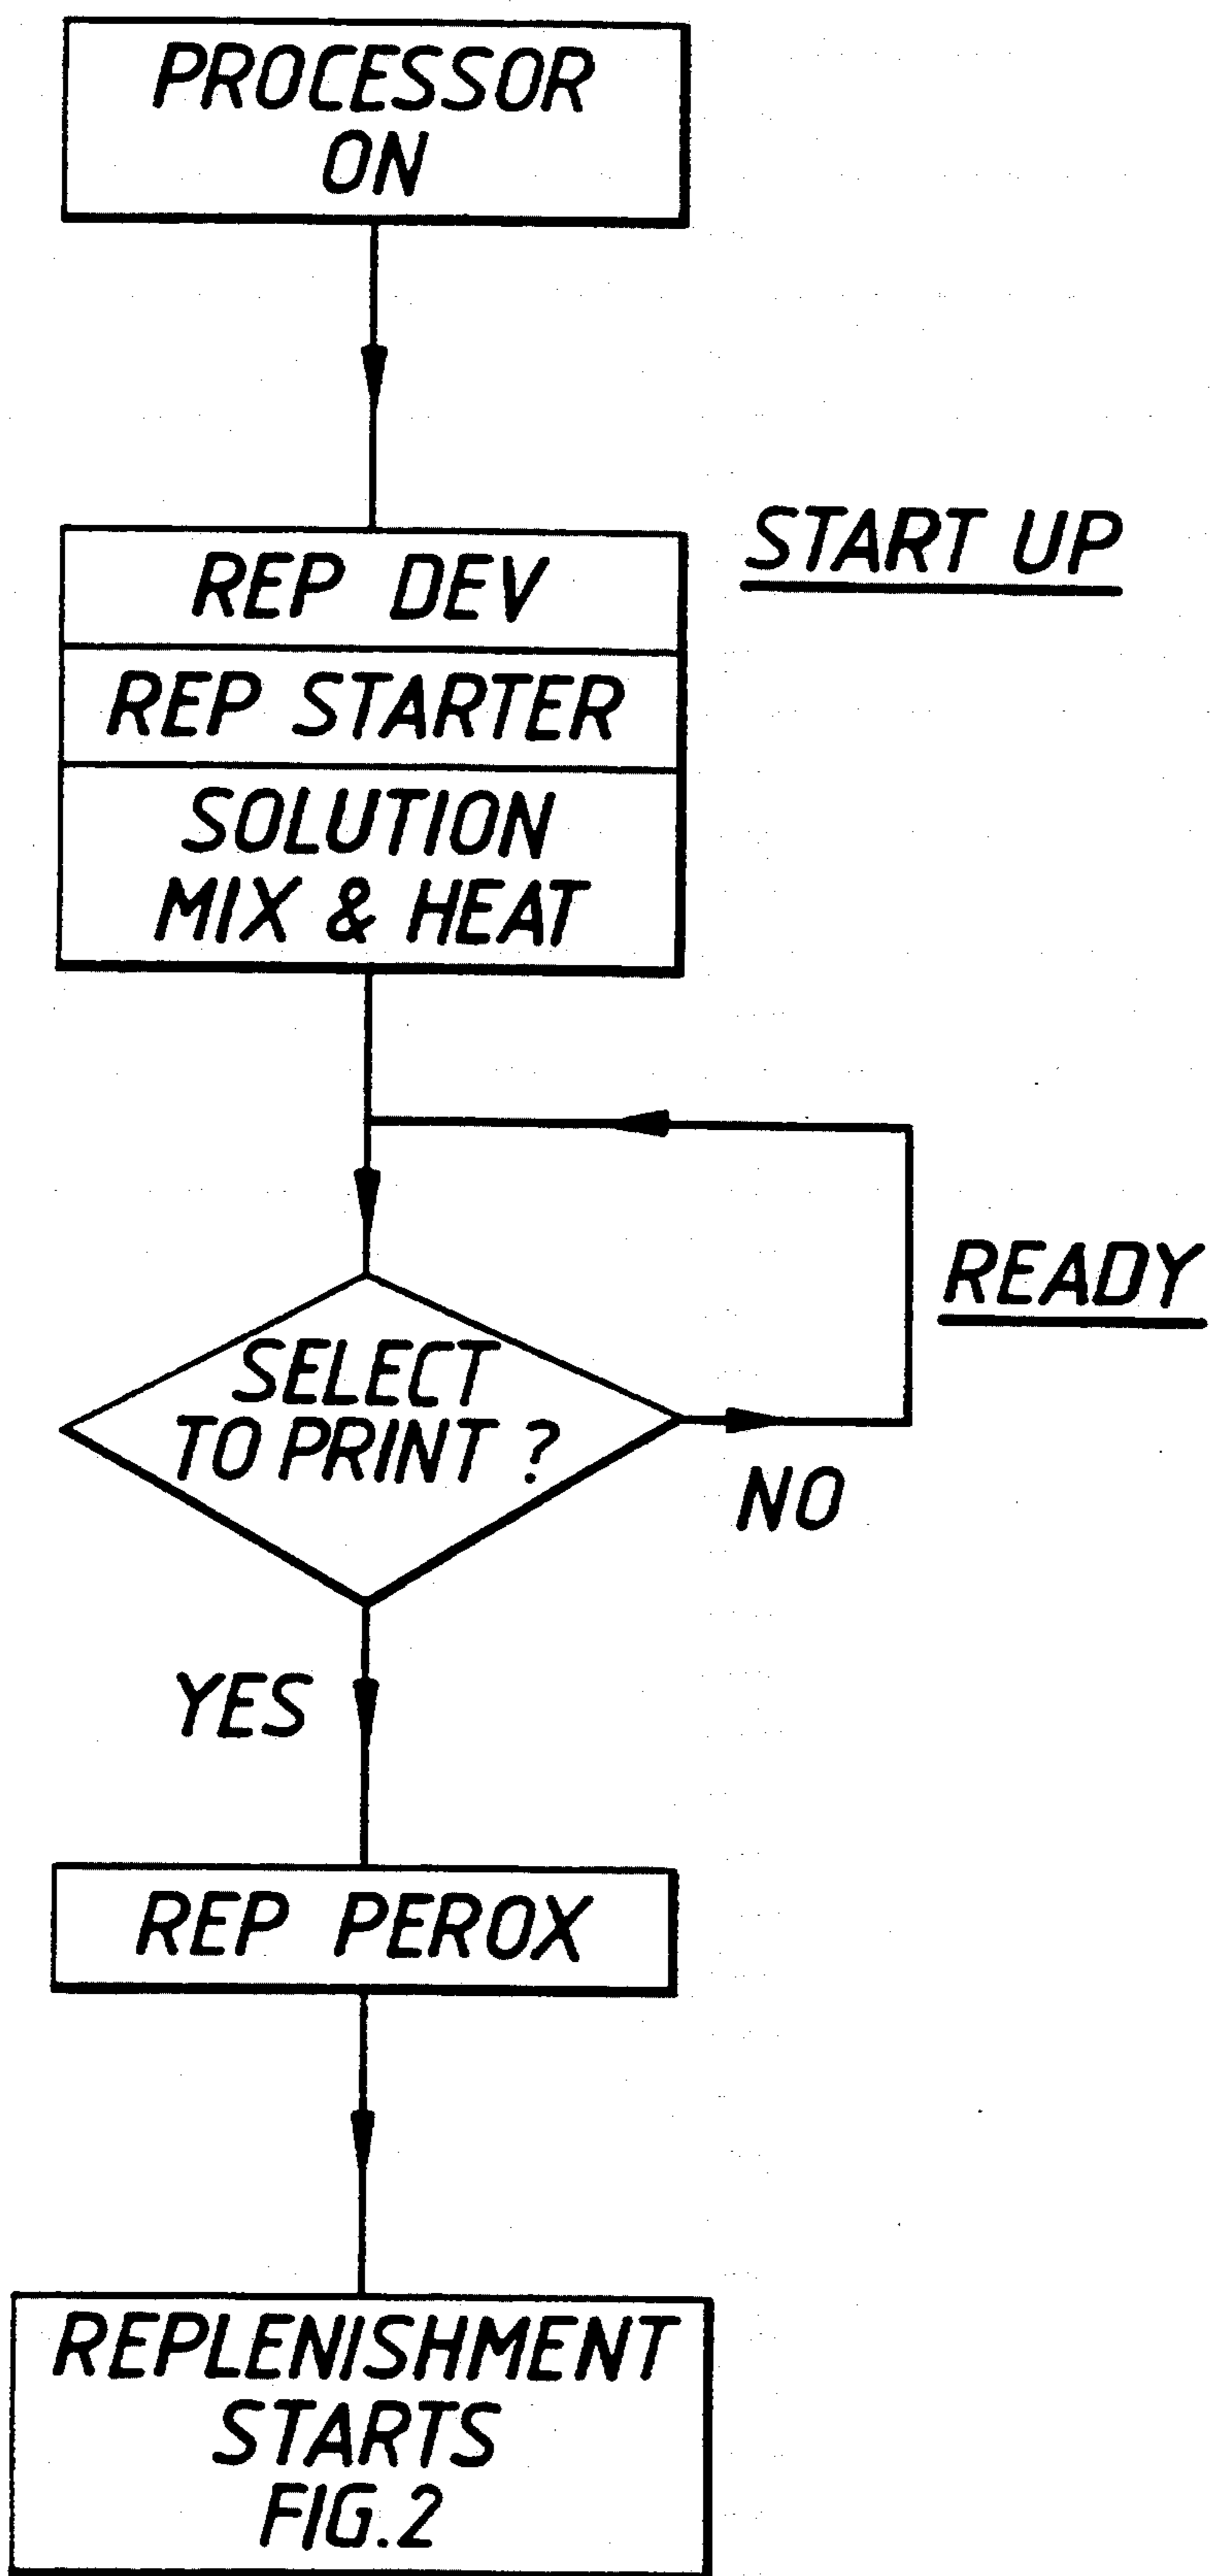 PROCESSOR
ON
START UP
REP DEV
REP STARTER
SOLUTION
MIX & HEAT
READY
SELECT
TO PRINT ?
NO
YES
REP PEROX
REPLENISHMENT
STARTS
FIG.2